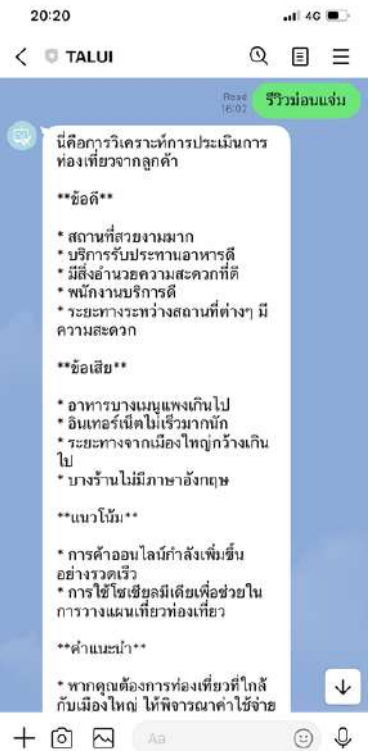 20:20
4G
TALUI
Read
16:02
รีวิวม่อนแจ่ม
นี่คือการวิเคราะห์การประเมินการ
ท่องเที่ยวจากลูกค้า
**ข้อดี**
* สถานที่สวยงามมาก
* บริการรับประทานอาหารดี
* มีสิ่งอำนวยความสะดวกที่ดี
* พนักงานบริการดี
* ระยะทางระหว่างสถานที่ต่างๆ มี
ความสะดวก
**ข้อเสีย**
* อาหารบางเมนูแพงเกินไป
* อินเทอร์เน็ตไม่เร็วมากนัก
* ระยะทางจากเมืองใหญ่กว้างเกิน
ไป
* บางร้านไม่มีภาษาอังกฤษ
**แนวโน้ม**
* การค้าออนไลน์กำลังเพิ่มขึ้น
อย่างรวดเร็ว
* การใช้โซเชียลมีเดียเพื่อช่วยใน
การวางแผนเที่ยวท่องเที่ยว
**คำแนะนำ**
* หากคุณต้องการท่องเที่ยวที่ใกล้
กับเมืองใหญ่ ให้พิจารณาค่าใช้จ่าย
Aa